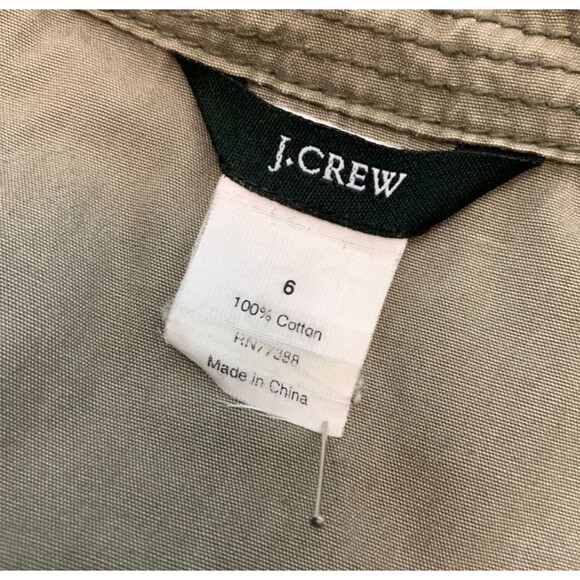 J.CREW
6
100% Cotton
RN77388
Made in China